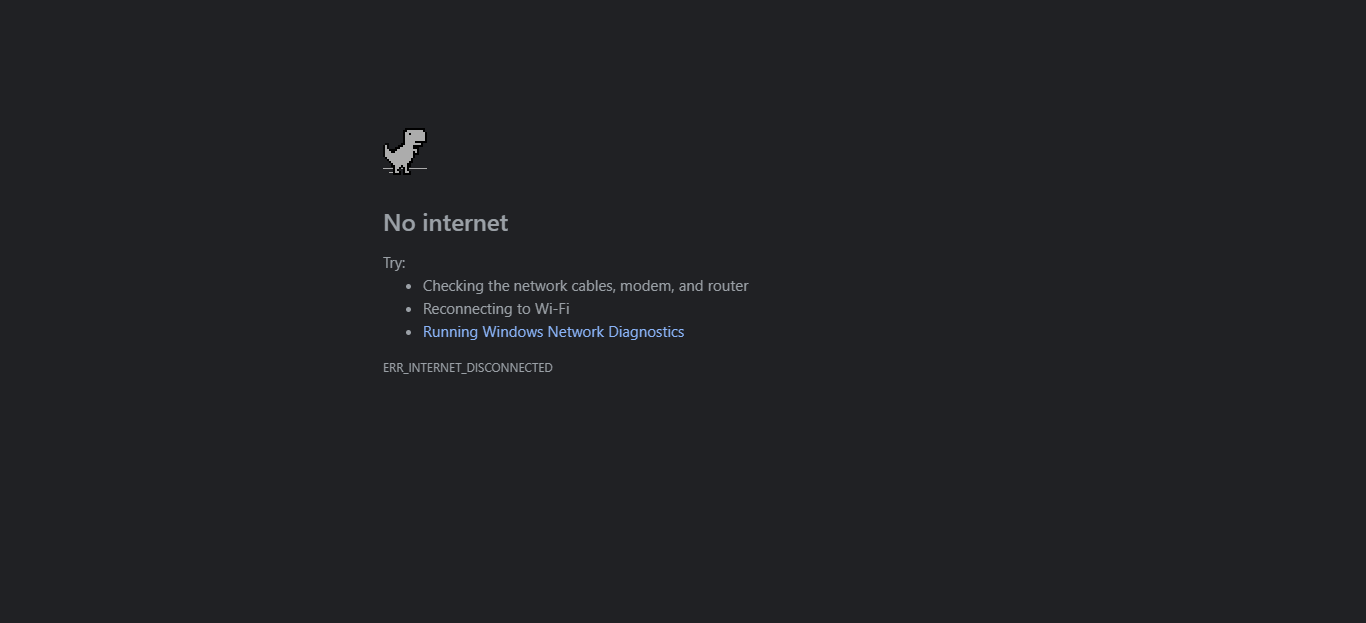 No internet
Try:
Checking the network cables, modem, and router
Reconnecting to Wi-Fi
Running Windows Network Diagnostics
ERR_INTERNET_DISCONNECTED